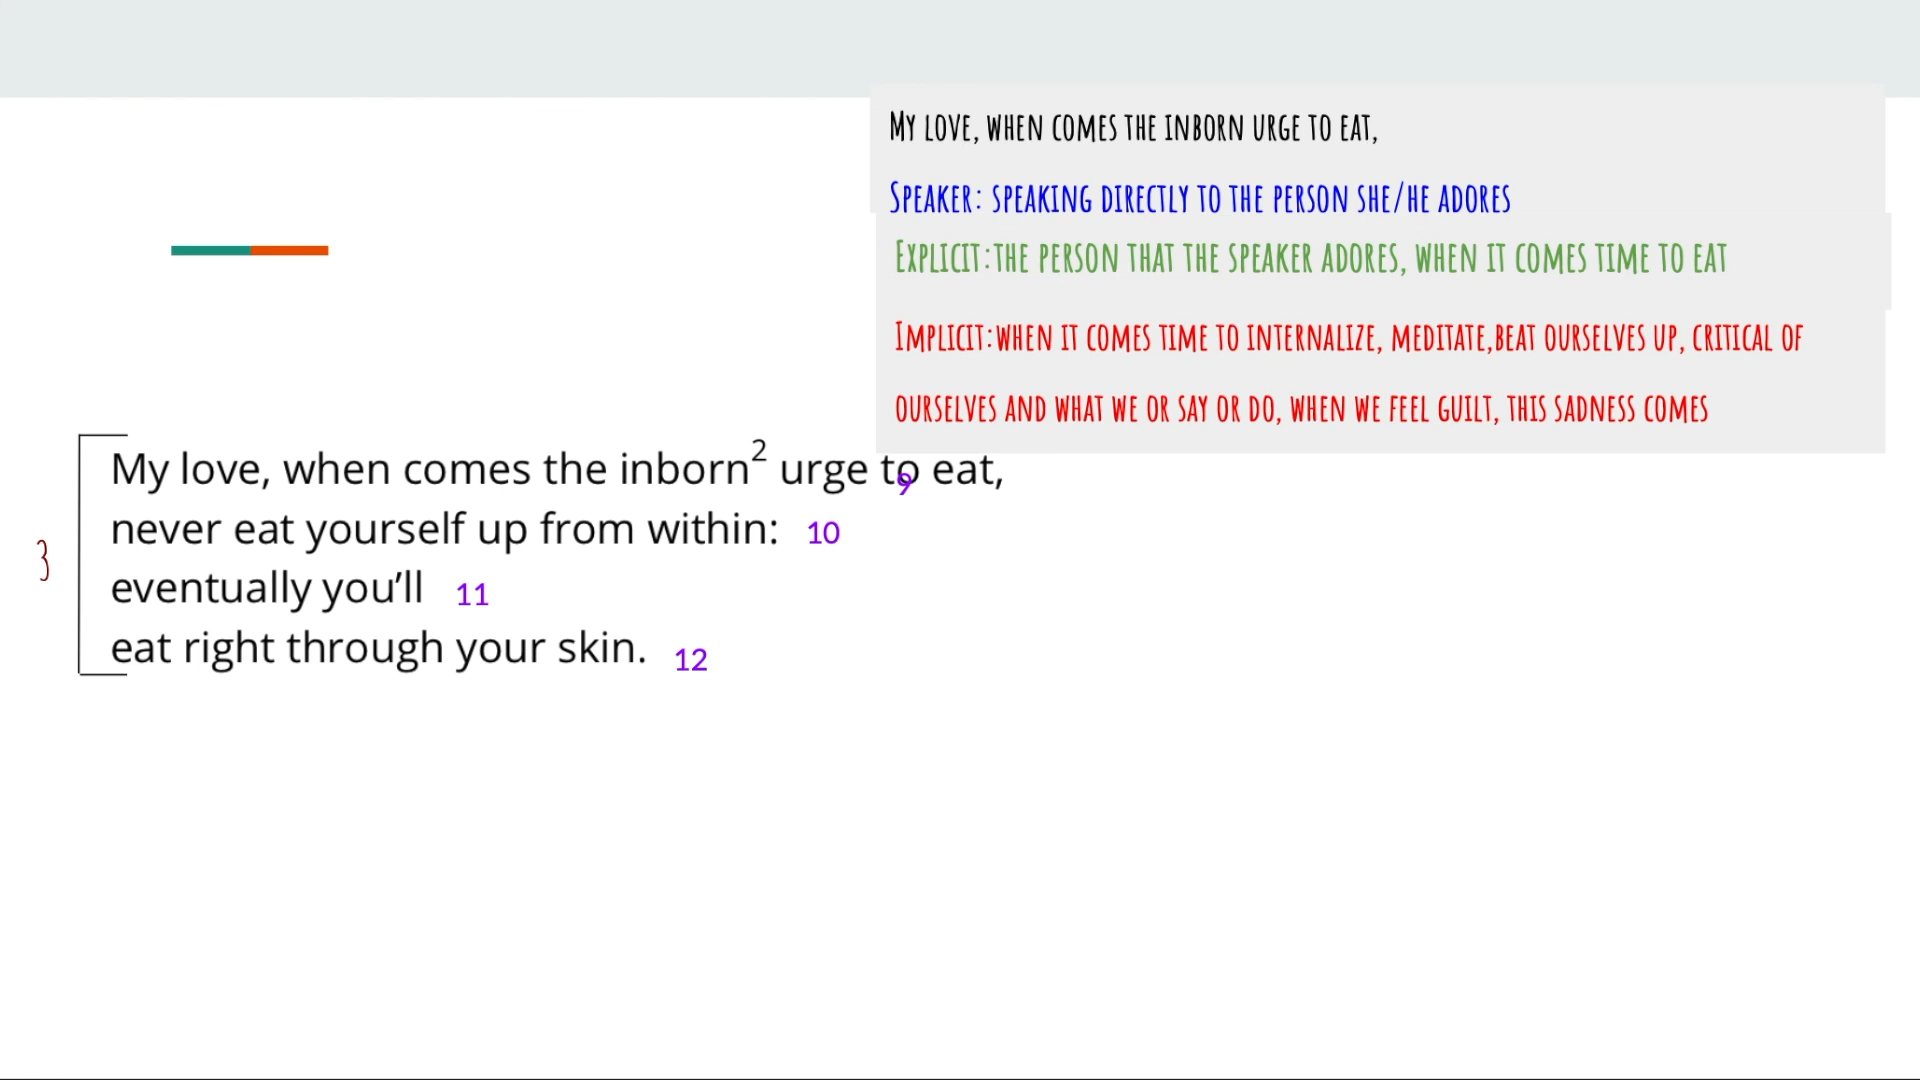 My love, when comes the inborn urge to eat,
Speaker: speaking directly to the person she/he adores
Explicit:the person that the speaker adores, when it comes time to eat
Implicit:when it comes time to internalize, meditate,beat ourselves up, critical of
ourselves and what we or say or do, when we feel guilt, this sadness comes
3
My love, when comes the inborn² urge to eat, 9
never eat yourself up from within: 10
eventually you’ll 11
eat right through your skin. 12